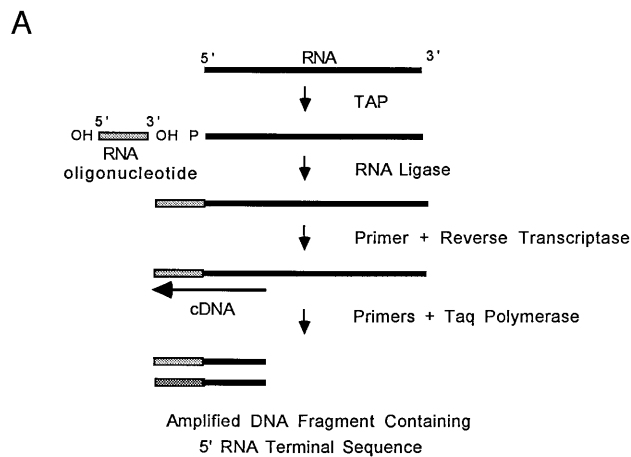 A
5' RNA 3'
TAP
5' 3'
OH OH P
RNA
oligonucleotide
RNA Ligase
Primer + Reverse Transcriptase
cDNA
Primers + Taq Polymerase
Amplified DNA Fragment Containing
5' RNA Terminal Sequence